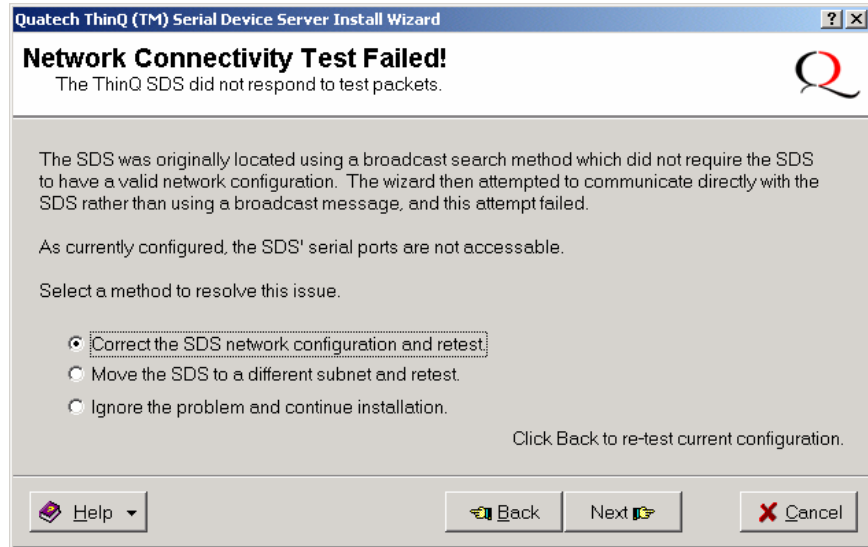 Quatech ThinQ (TM) Serial Device Server Install Wizard
Network Connectivity Test Failed!
The ThinQ SDS did not respond to test packets.
The SDS was originally located using a broadcast search method which did not require the SDS
to have a valid network configuration. The wizard then attempted to communicate directly with the
SDS rather than using a broadcast message, and this attempt failed.
As currently configured, the SDS' serial ports are not accessable.
Select a method to resolve this issue.
Correct the SDS network configuration and retest.
Move the SDS to a different subnet and retest.
Ignore the problem and continue installation.
Click Back to re-test current configuration.
Help
Back
Next
Cancel